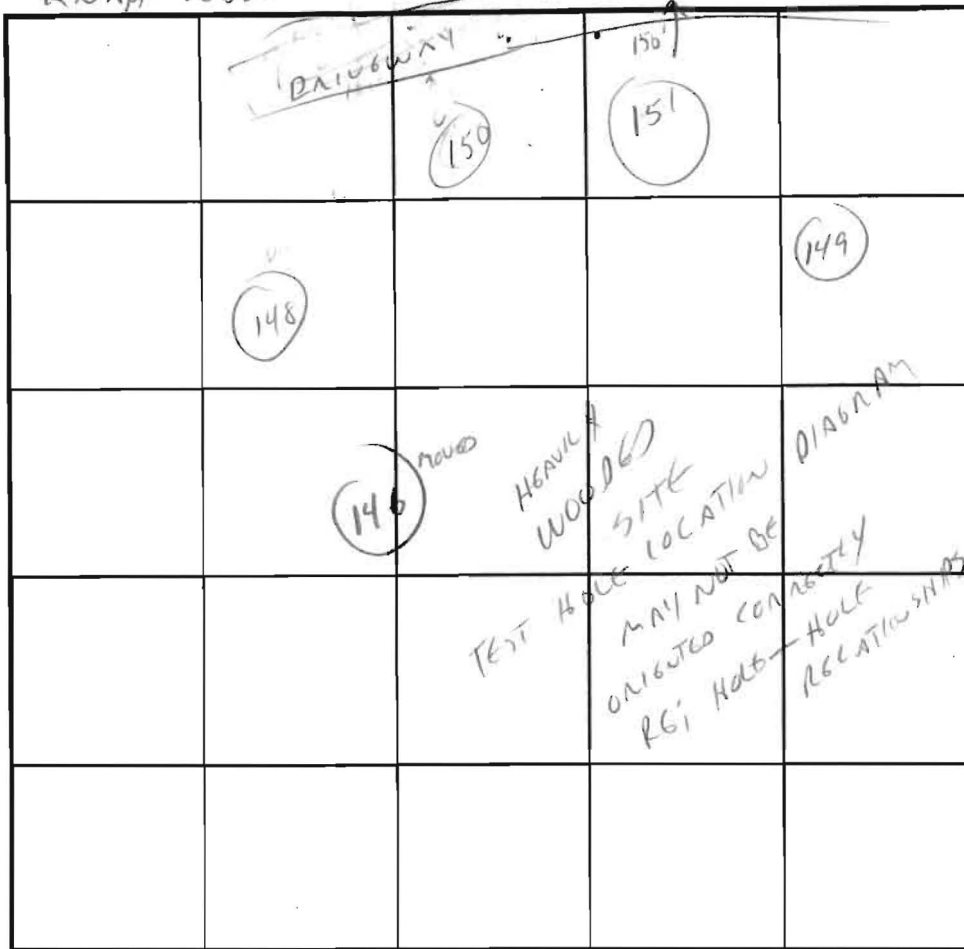 DRIVEWAY
150'
150
151
149
148
146
MOVED
HEAVILY
WOODED
SITE
TEST HOLE LOCATION DIAGRAM
MAY NOT BE
ORIENTED CORRECTLY
RE; HOLE-HOLE
RELATIONSHIPS